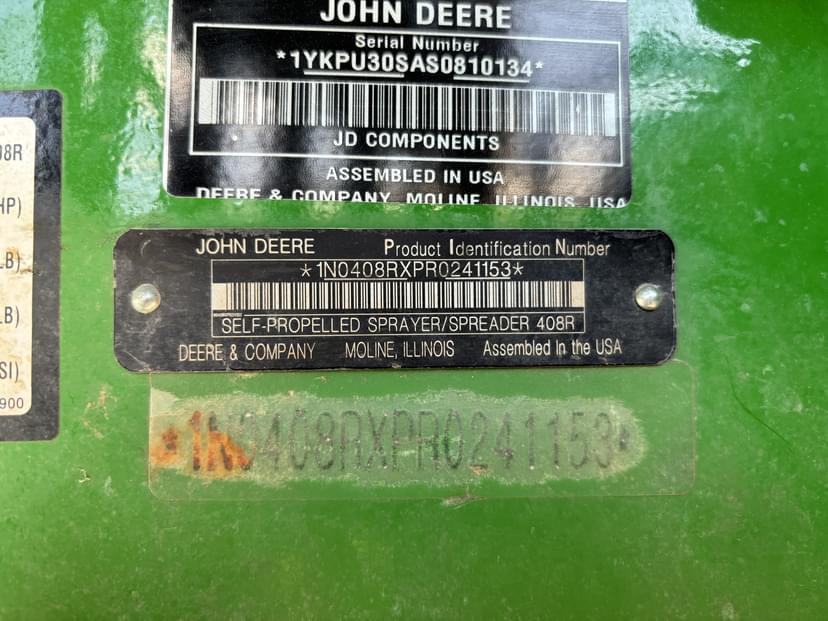 JOHN DEERE
Serial Number
*1YKPU30SAS0810134*
JD COMPONENTS
ASSEMBLED IN USA
DEERE & COMPANY MOLINE, ILLINOIS USA
08R
HP)
LB)
LB)
SI)
900
JOHN DEERE Product Identification Number
*1N0408RXPR0241153*
SELF-PROPELLED SPRAYER/SPREADER 408R
DEERE & COMPANY MOLINE, ILLINOIS Assembled In the USA
*1N0408RXPR0241153*